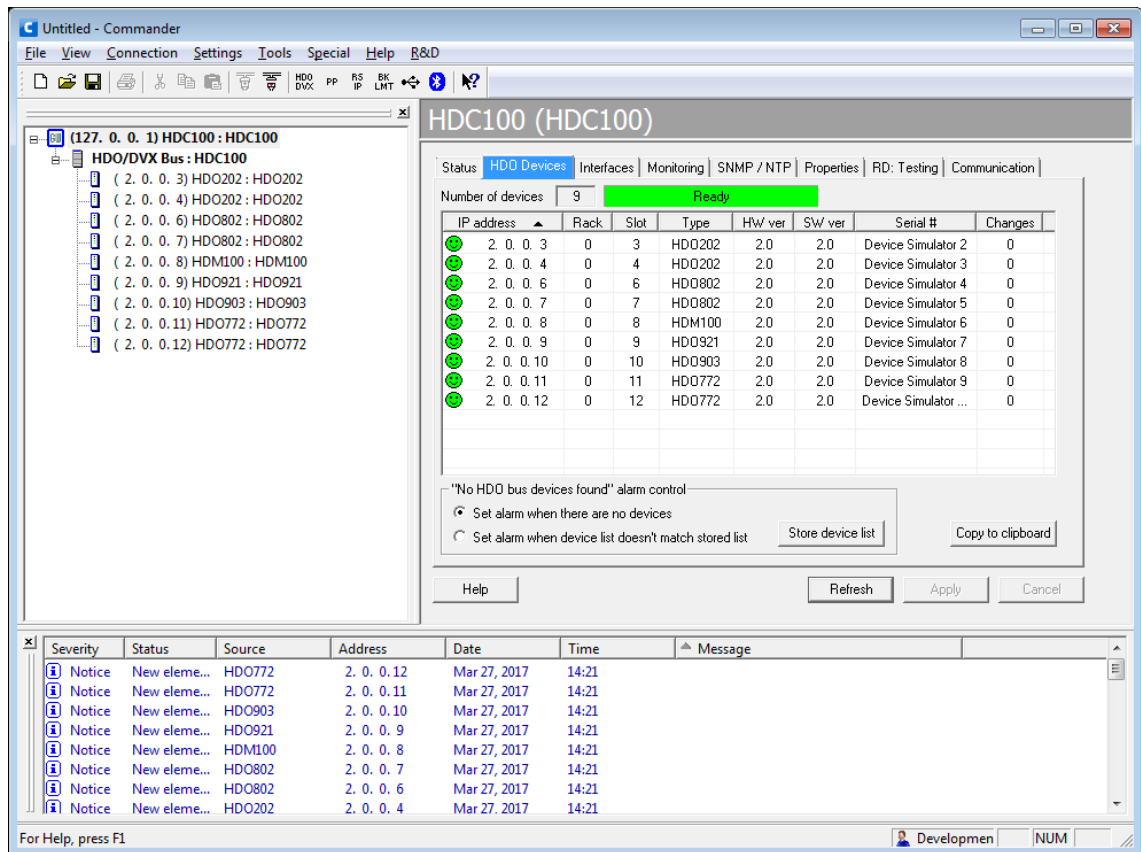 Untitled - Commander
File View Connection Settings Tools Special Help R&D
HDO DVX PP RS IP BK LMT
(127. 0. 0. 1) HDC100 : HDC100
HDO/DVX Bus : HDC100
( 2. 0. 0. 3) HDO202 : HDO202
( 2. 0. 0. 4) HDO202 : HDO202
( 2. 0. 0. 6) HDO802 : HDO802
( 2. 0. 0. 7) HDO802 : HDO802
( 2. 0. 0. 8) HDM100 : HDM100
( 2. 0. 0. 9) HDO921 : HDO921
( 2. 0. 0.10) HDO903 : HDO903
( 2. 0. 0.11) HDO772 : HDO772
( 2. 0. 0.12) HDO772 : HDO772
HDC100 (HDC100)
Status HDO Devices Interfaces Monitoring SNMP / NTP Properties RD: Testing Communication
Number of devices 9 Ready
IP address Rack Slot Type HW ver SW ver Serial # Changes
2. 0. 0. 3 0 3 HDO202 2.0 2.0 Device Simulator 2 0
2. 0. 0. 4 0 4 HDO202 2.0 2.0 Device Simulator 3 0
2. 0. 0. 6 0 6 HDO802 2.0 2.0 Device Simulator 4 0
2. 0. 0. 7 0 7 HDO802 2.0 2.0 Device Simulator 5 0
2. 0. 0. 8 0 8 HDM100 2.0 2.0 Device Simulator 6 0
2. 0. 0. 9 0 9 HDO921 2.0 2.0 Device Simulator 7 0
2. 0. 0. 10 0 10 HDO903 2.0 2.0 Device Simulator 8 0
2. 0. 0. 11 0 11 HDO772 2.0 2.0 Device Simulator 9 0
2. 0. 0. 12 0 12 HDO772 2.0 2.0 Device Simulator ... 0
"No HDO bus devices found" alarm control
Set alarm when there are no devices
Set alarm when device list doesn't match stored list Store device list Copy to clipboard
Help Refresh Apply Cancel
Severity Status Source Address Date Time Message
Notice New eleme... HDO772 2. 0. 0.12 Mar 27, 2017 14:21
Notice New eleme... HDO772 2. 0. 0.11 Mar 27, 2017 14:21
Notice New eleme... HDO903 2. 0. 0.10 Mar 27, 2017 14:21
Notice New eleme... HDO921 2. 0. 0. 9 Mar 27, 2017 14:21
Notice New eleme... HDM100 2. 0. 0. 8 Mar 27, 2017 14:21
Notice New eleme... HDO802 2. 0. 0. 7 Mar 27, 2017 14:21
Notice New eleme... HDO802 2. 0. 0. 6 Mar 27, 2017 14:21
Notice New eleme... HDO202 2. 0. 0. 4 Mar 27, 2017 14:21
For Help, press F1 Developmen NUM